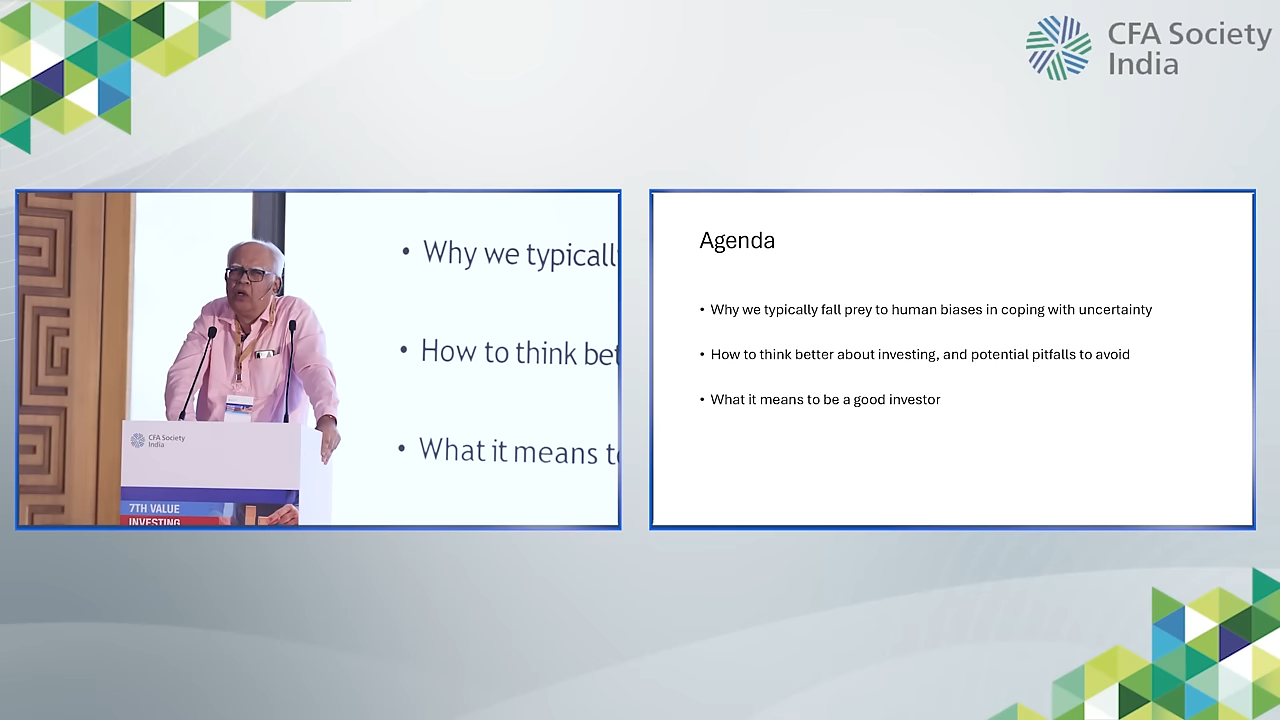 CFA Society
India
• Why we typically
• How to think bet
• What it means to
CFA Society
India
7TH VALUE
INVESTING
Agenda
• Why we typically fall prey to human biases in coping with uncertainty
• How to think better about investing, and potential pitfalls to avoid
• What it means to be a good investor